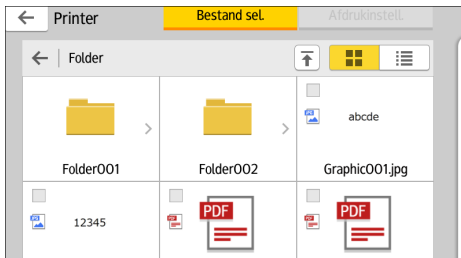 Printer
Bestand sel.
Afdrukinstell.
Folder
abcde
Folder001
Folder002
Graphic001.jpg
12345
PDF
PDF